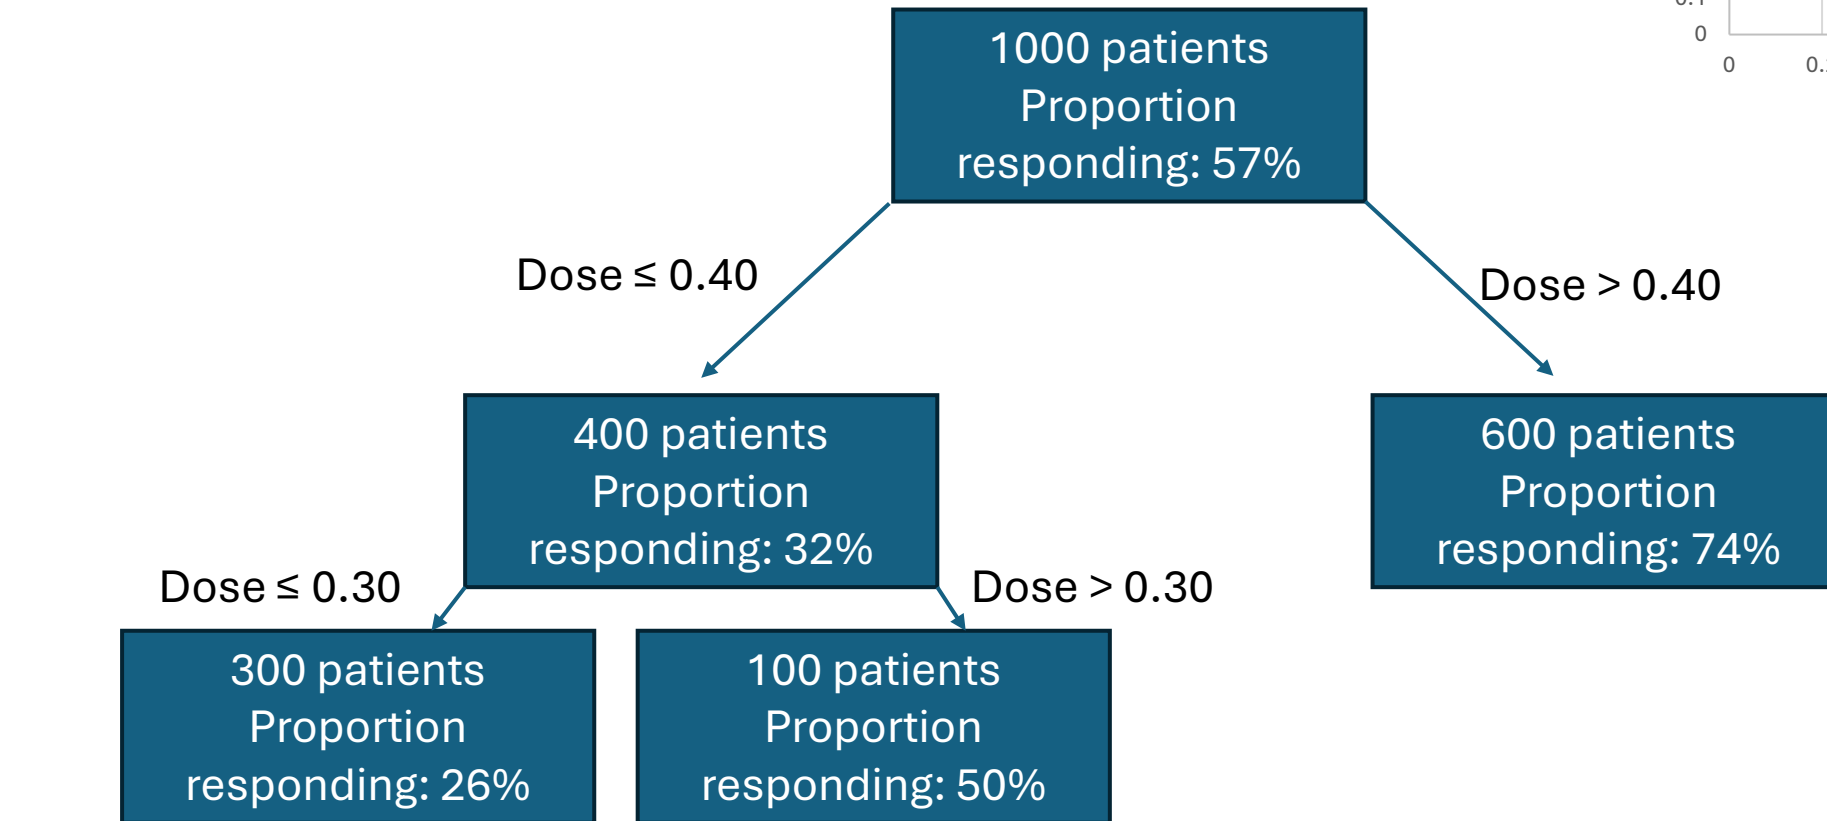 1000 patients
Proportion
responding: 57%
0
0
Dose ≤ 0.40
Dose > 0.40
400 patients
Proportion
responding: 32%
600 patients
Proportion
responding: 74%
Dose ≤ 0.30
Dose > 0.30
300 patients
Proportion
responding: 26%
100 patients
Proportion
responding: 50%